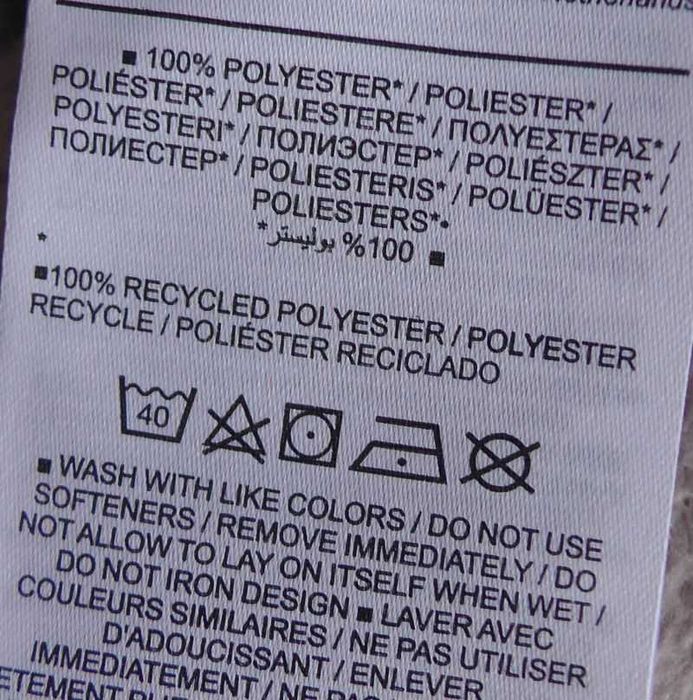 ■ 100% POLYESTER* / POLIESTER* /
POLIÉSTER* / POLIESTERE* / ΠΟΛΥΕΣΤΕΡΑΣ* /
POLYESTERI* / ПОЛИЭСТЕР* / POLIÉSZTER* /
ПОЛИЕСТЕР* / POLIESTERIS* / POLÜESTER* /
POLIESTERS*•
■ 100% بوليستر*
*
■100% RECYCLED POLYESTER / POLYESTER
RECYCLE / POLIÉSTER RECICLADO
40
■ WASH WITH LIKE COLORS / DO NOT USE
SOFTENERS / REMOVE IMMEDIATELY / DO
NOT ALLOW TO LAY ON ITSELF WHEN WET /
DO NOT IRON DESIGN ■ LAVER AVEC
COULEURS SIMILAIRES / NE PAS UTILISER
D'ADOUCISSANT / ENLEVER
IMMEDIATEMENT / NE PAS